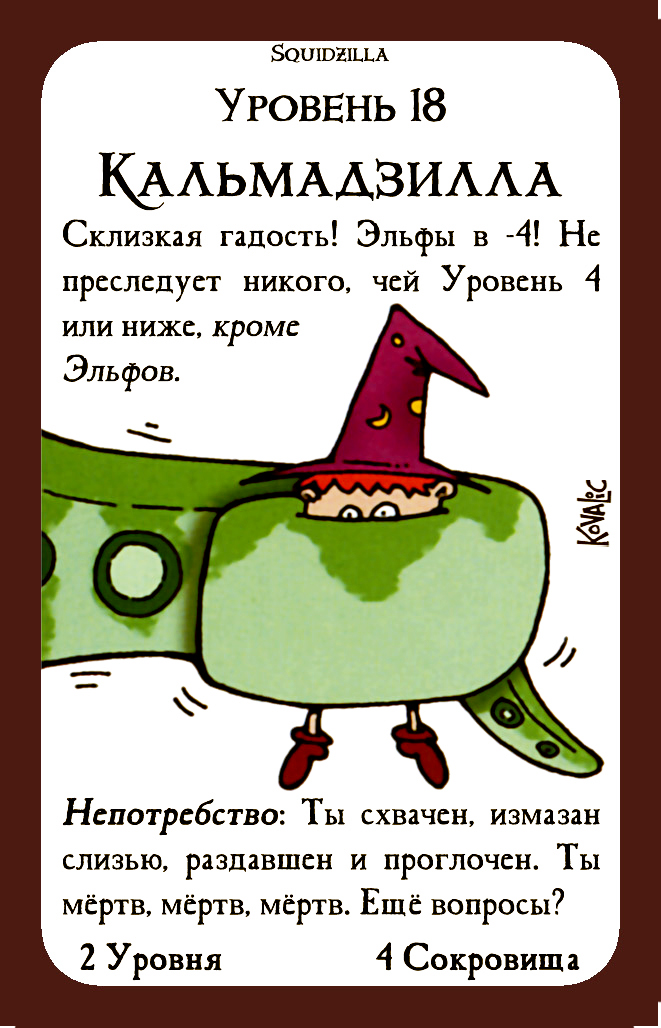 Squidzilla
Уровень 18
Кальмадзилла
Склизкая гадость! Эльфы в -4! Не
преследует никого, чей Уровень 4
или ниже, кроме
Эльфов.
Kovalic
Непотребство: Ты схвачен, измазан
слизью, раздавшен и проглочен. Ты
мёртв, мёртв, мёртв. Ещё вопросы?
2 Уровня 4 Сокровища